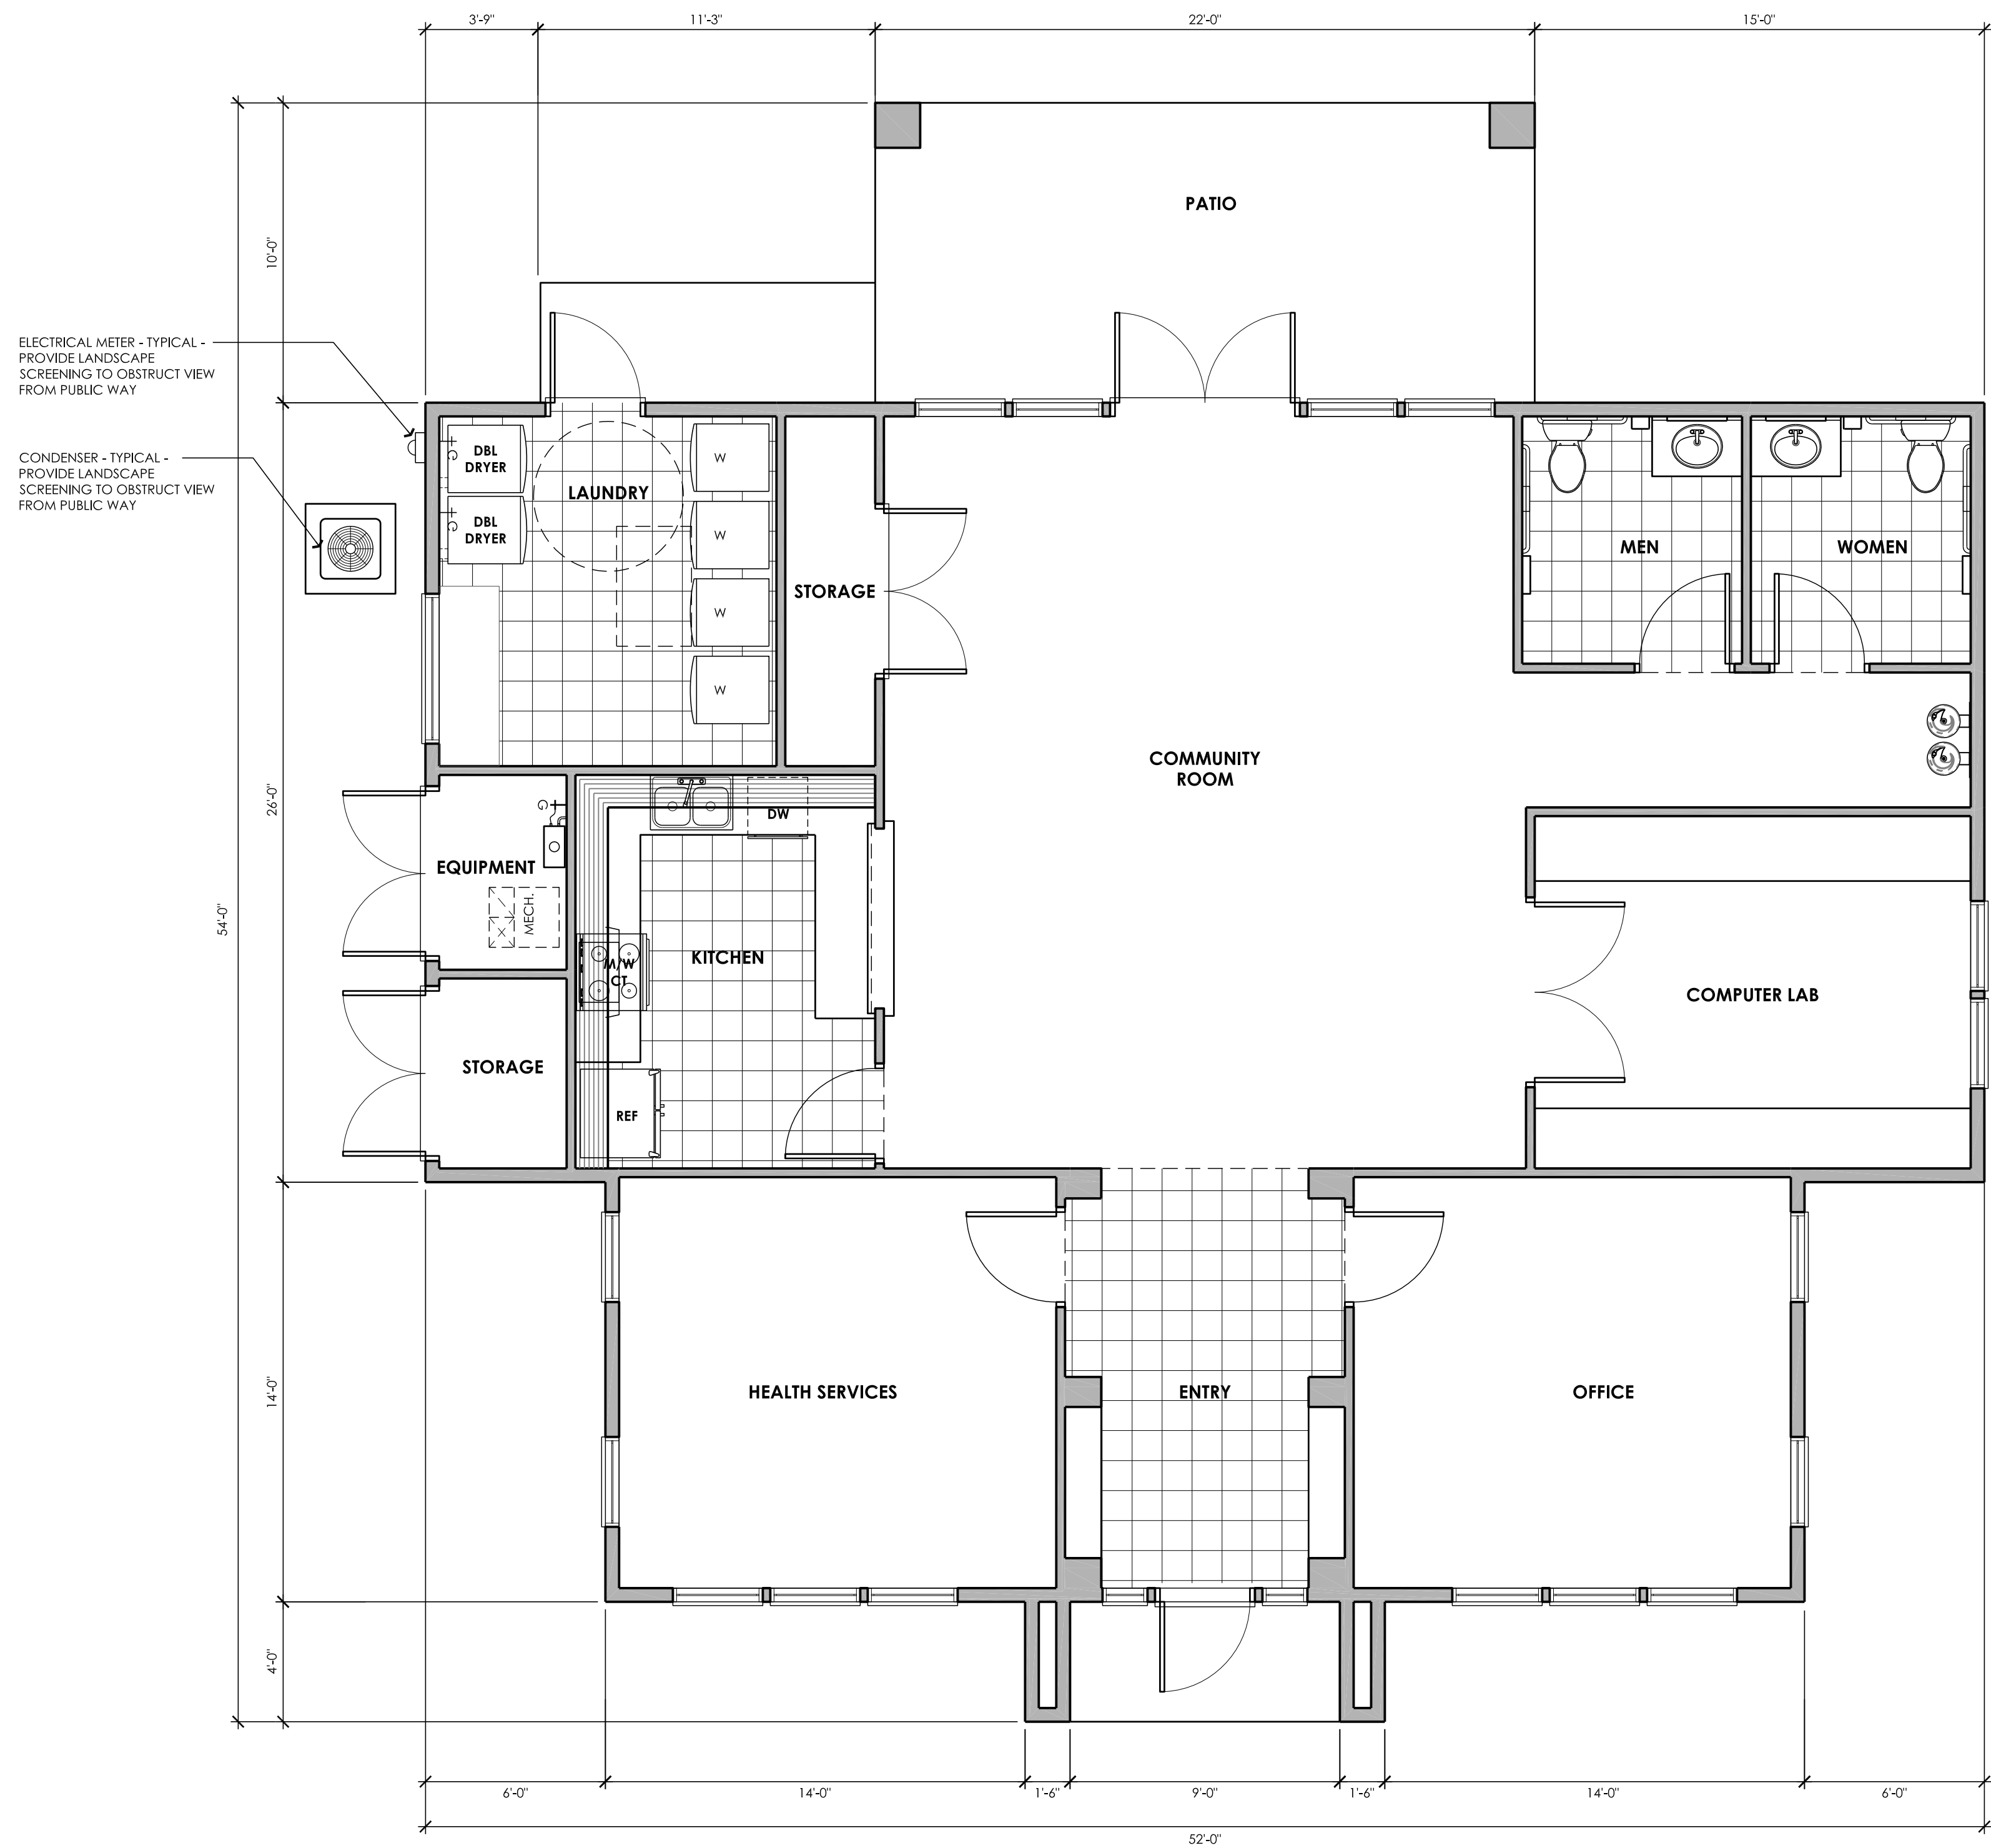 3'-9"
11'-3"
22'-0"
15'-0"
PATIO
10'-0"
ELECTRICAL METER - TYPICAL -
PROVIDE LANDSCAPE
SCREENING TO OBSTRUCT VIEW
FROM PUBLIC WAY
CONDENSER - TYPICAL -
PROVIDE LANDSCAPE
SCREENING TO OBSTRUCT VIEW
FROM PUBLIC WAY
G
DBL
DRYER
G
DBL
DRYER
LAUNDRY
W
W
W
W
STORAGE
MEN
WOMEN
COMMUNITY
ROOM
26'-0"
54'-0"
G
EQUIPMENT
MECH.
DW
KITCHEN
M/W
CT
REF
STORAGE
COMPUTER LAB
14'-0"
HEALTH SERVICES
ENTRY
OFFICE
4'-0"
6'-0"
14'-0"
1'-6"
9'-0"
1'-6"
14'-0"
6'-0"
52'-0"